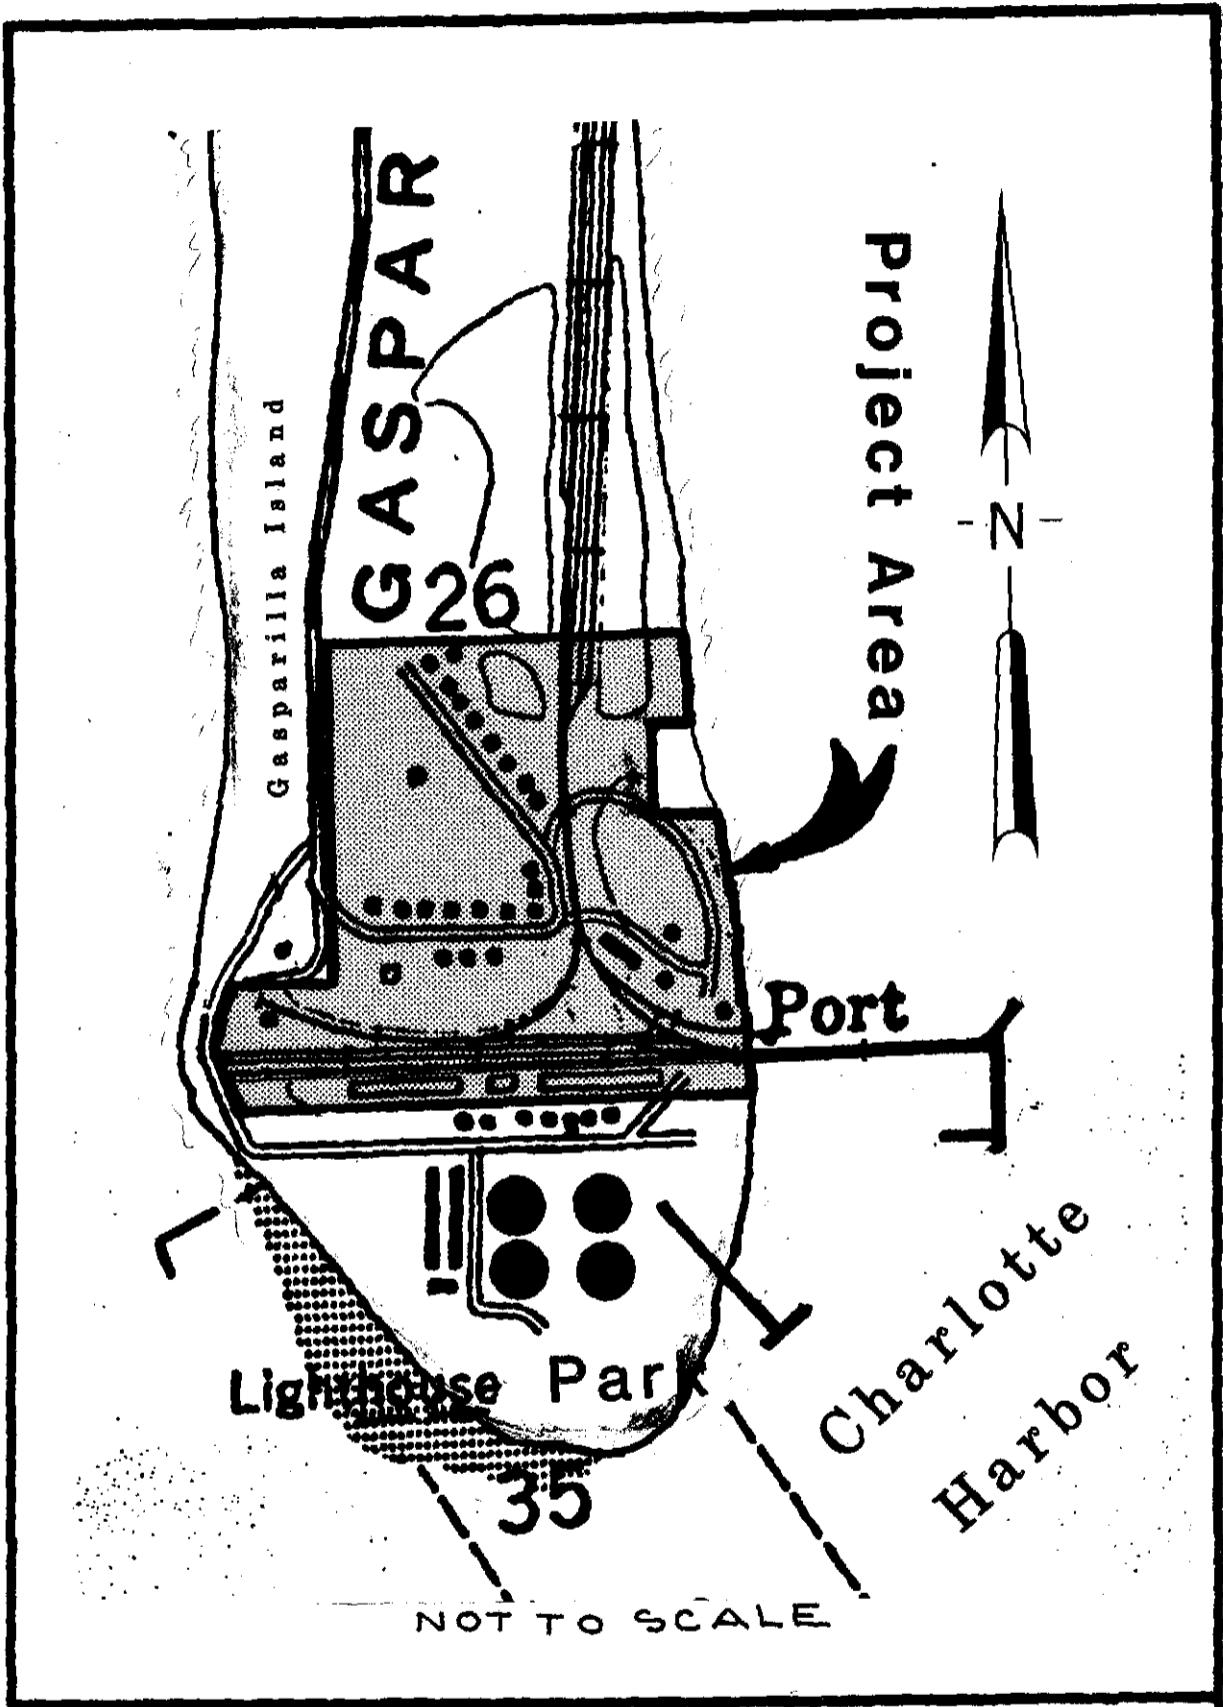 GASPAR
Gasparilla Island
26
Project Area
N
Port
Charlotte
Harbor
Lighthouse Park
35
NOT TO SCALE